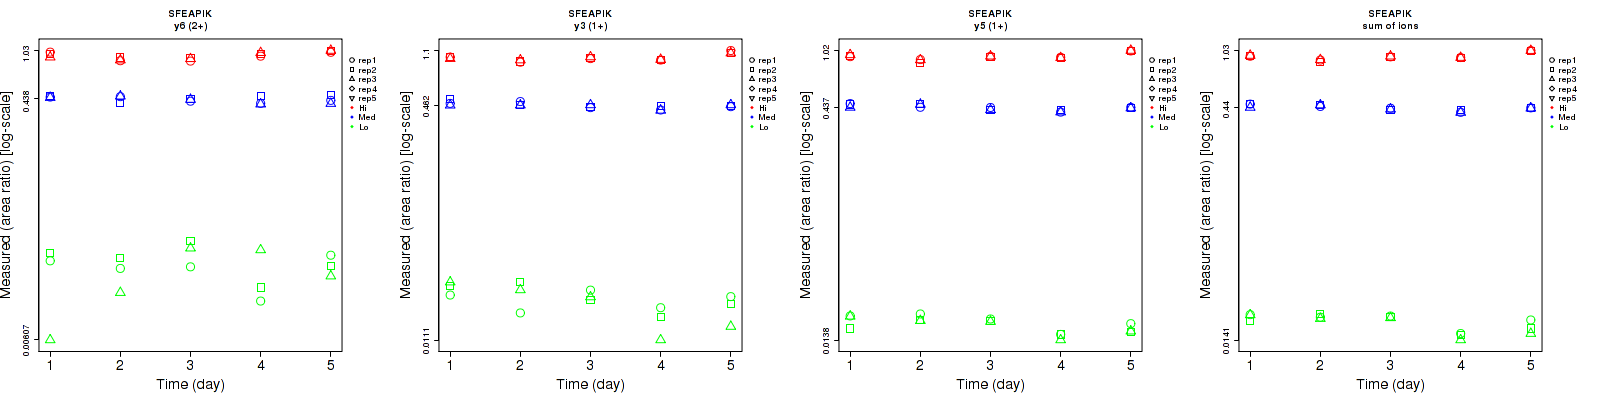 SFEAPIK
y6 (2+)
Measured (area ratio) [log-scale]
1.03
0.438
0.00607
1 2 3 4 5
Time (day)
rep1
rep2
rep3
rep4
rep5
Hi
Med
Lo
SFEAPIK
y3 (1+)
Measured (area ratio) [log-scale]
1.1
0.462
0.0111
1 2 3 4 5
Time (day)
rep1
rep2
rep3
rep4
rep5
Hi
Med
Lo
SFEAPIK
y5 (1+)
Measured (area ratio) [log-scale]
1.02
0.437
0.0138
1 2 3 4 5
Time (day)
rep1
rep2
rep3
rep4
rep5
Hi
Med
Lo
SFEAPIK
sum of ions
Measured (area ratio) [log-scale]
1.03
0.44
0.0141
1 2 3 4 5
Time (day)
rep1
rep2
rep3
rep4
rep5
Hi
Med
Lo